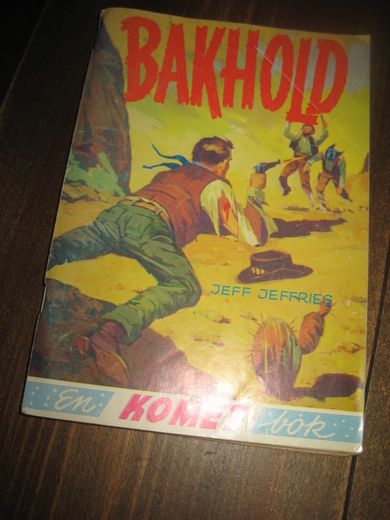 BAKHOLD
JEFF JEFFRIES
En KOMET bok